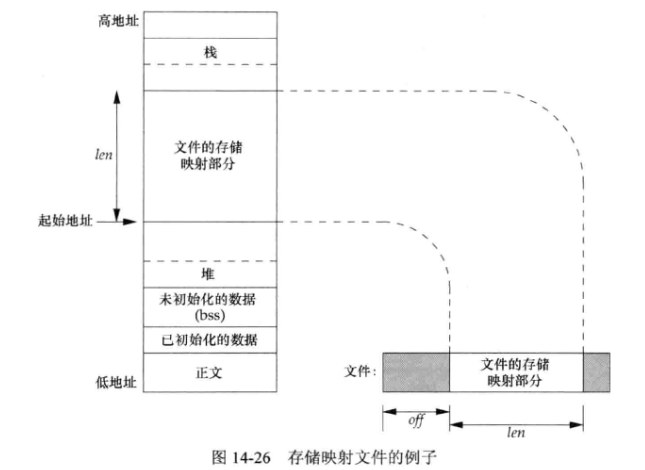 高地址
栈
len
文件的存储
映射部分
起始地址
堆
未初始化的数据
(bss)
已初始化的数据
正文
低地址
文件:
文件的存储
映射部分
off
len
图 14-26 存储映射文件的例子